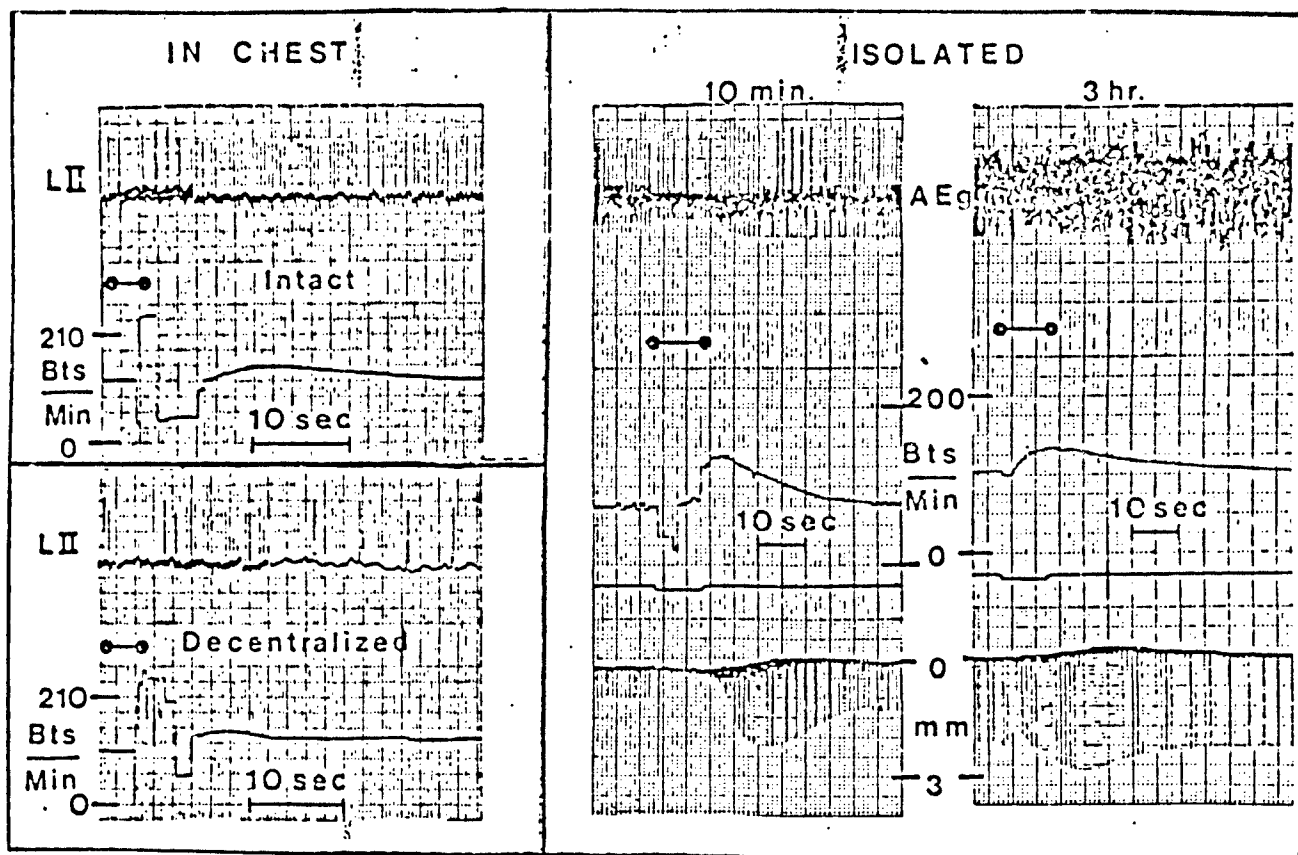 IN CHEST
LII
Intact
210
Bts
Min
0
10 sec
LII
Decentralized
210
Bts
Min
0
10 sec
ISOLATED
10 min.
3 hr.
AEg
200
Bts
Min
10 sec
10 sec
0
0
mm
3